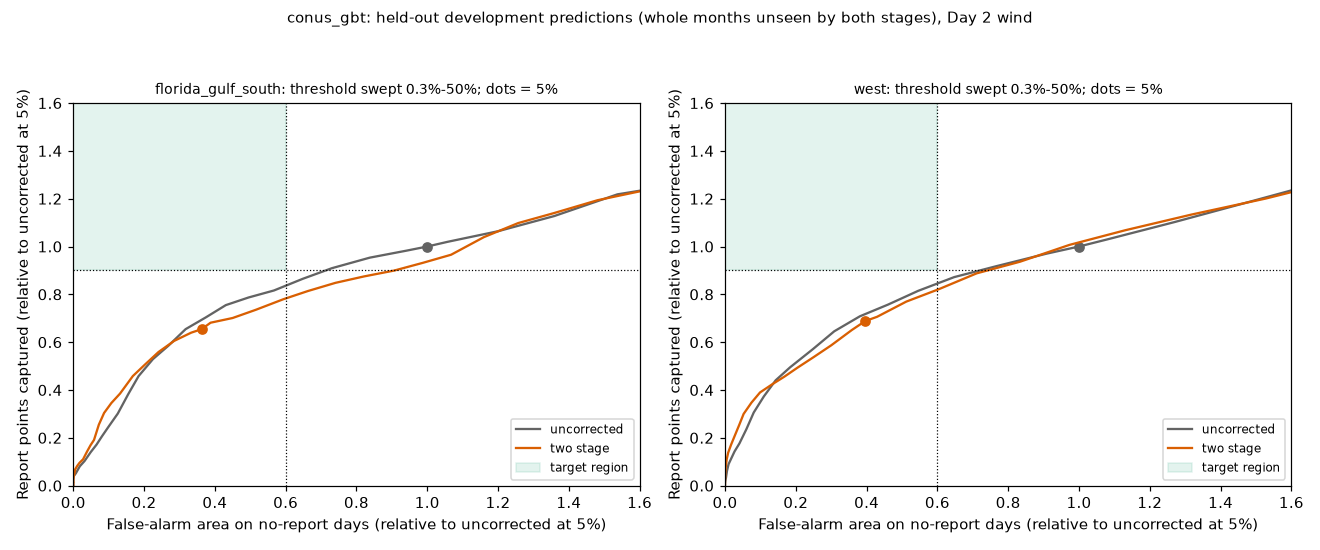 conus_gbt: held-out development predictions (whole months unseen by both stages), Day 2 wind
florida_gulf_south: threshold swept 0.3%-50%; dots = 5%
Report points captured (relative to uncorrected at 5%)
1.6
1.4
1.2
1.0
0.8
0.6
0.4
0.2
0.0
0.0 0.2 0.4 0.6 0.8 1.0 1.2 1.4 1.6
False-alarm area on no-report days (relative to uncorrected at 5%)
uncorrected
two stage
target region
west: threshold swept 0.3%-50%; dots = 5%
Report points captured (relative to uncorrected at 5%)
1.6
1.4
1.2
1.0
0.8
0.6
0.4
0.2
0.0
0.0 0.2 0.4 0.6 0.8 1.0 1.2 1.4 1.6
False-alarm area on no-report days (relative to uncorrected at 5%)
uncorrected
two stage
target region